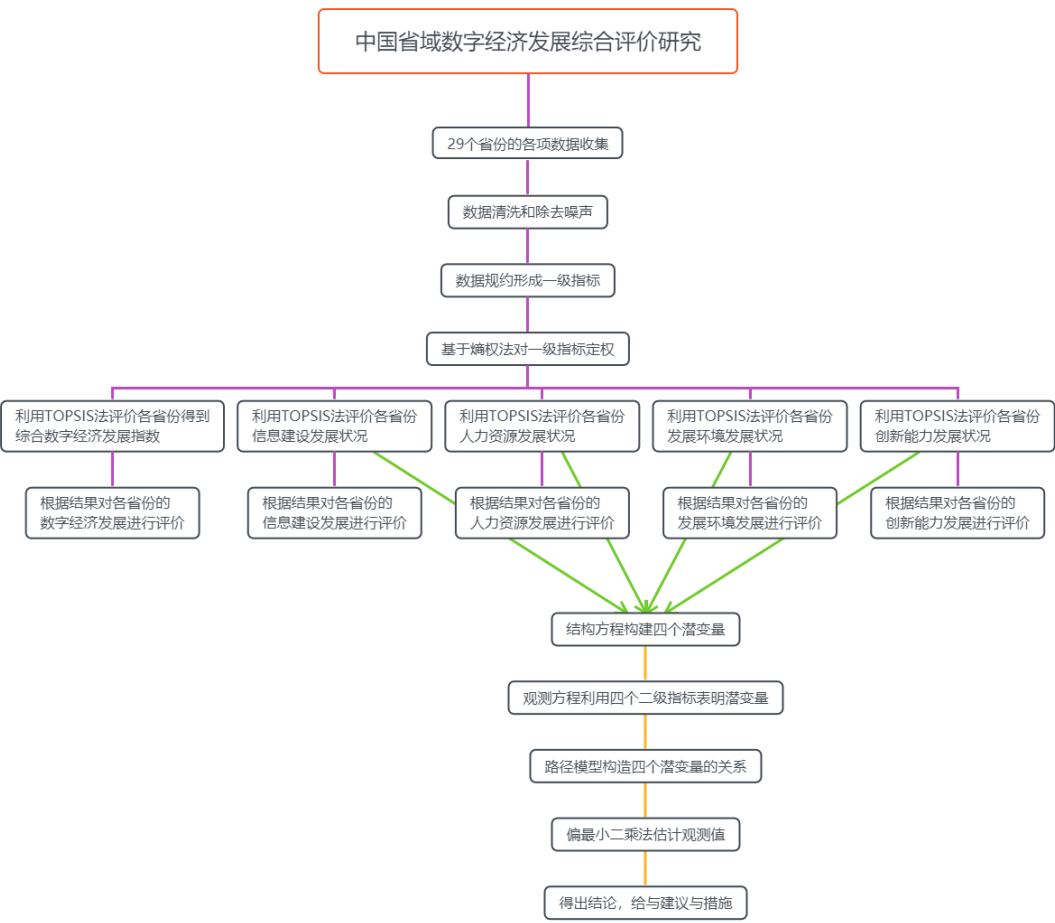 中国省域数字经济发展综合评价研究
29个省份的各项数据收集
数据清洗和除去噪声
数据规约形成一级指标
基于熵权法对一级指标定权
利用TOPSIS法评价各省份得到
综合数字经济发展指数
利用TOPSIS法评价各省份
信息建设发展状况
利用TOPSIS法评价各省份
人力资源发展状况
利用TOPSIS法评价各省份
发展环境发展状况
利用TOPSIS法评价各省份
创新能力发展状况
根据结果对各省份的
数字经济发展进行评价
根据结果对各省份的
信息建设发展进行评价
根据结果对各省份的
人力资源发展进行评价
根据结果对各省份的
发展环境发展进行评价
根据结果对各省份的
创新能力发展进行评价
结构方程构建四个潜变量
观测方程利用四个二级指标表明潜变量
路径模型构造四个潜变量的关系
偏最小二乘法估计观测值
得出结论，给与建议与措施